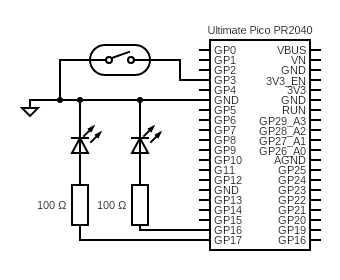 Ultimate Pico PR2040
GP0 VBUS
GP1 VN
GP2 GND
GP3 3V3_EN
GP4 3V3
GND GND
GP5 RUN
GP6 GP29_A3
GP7 GP28_A2
GP8 GP27_A1
GP9 GP26_A0
GP10 AGND
G11 GP25
GP12 GP24
GND GP23
GP13 GP22
GP14 GP21
GP15 GP20
GP16 GP19
GP17 GP18
100 Ω 100 Ω